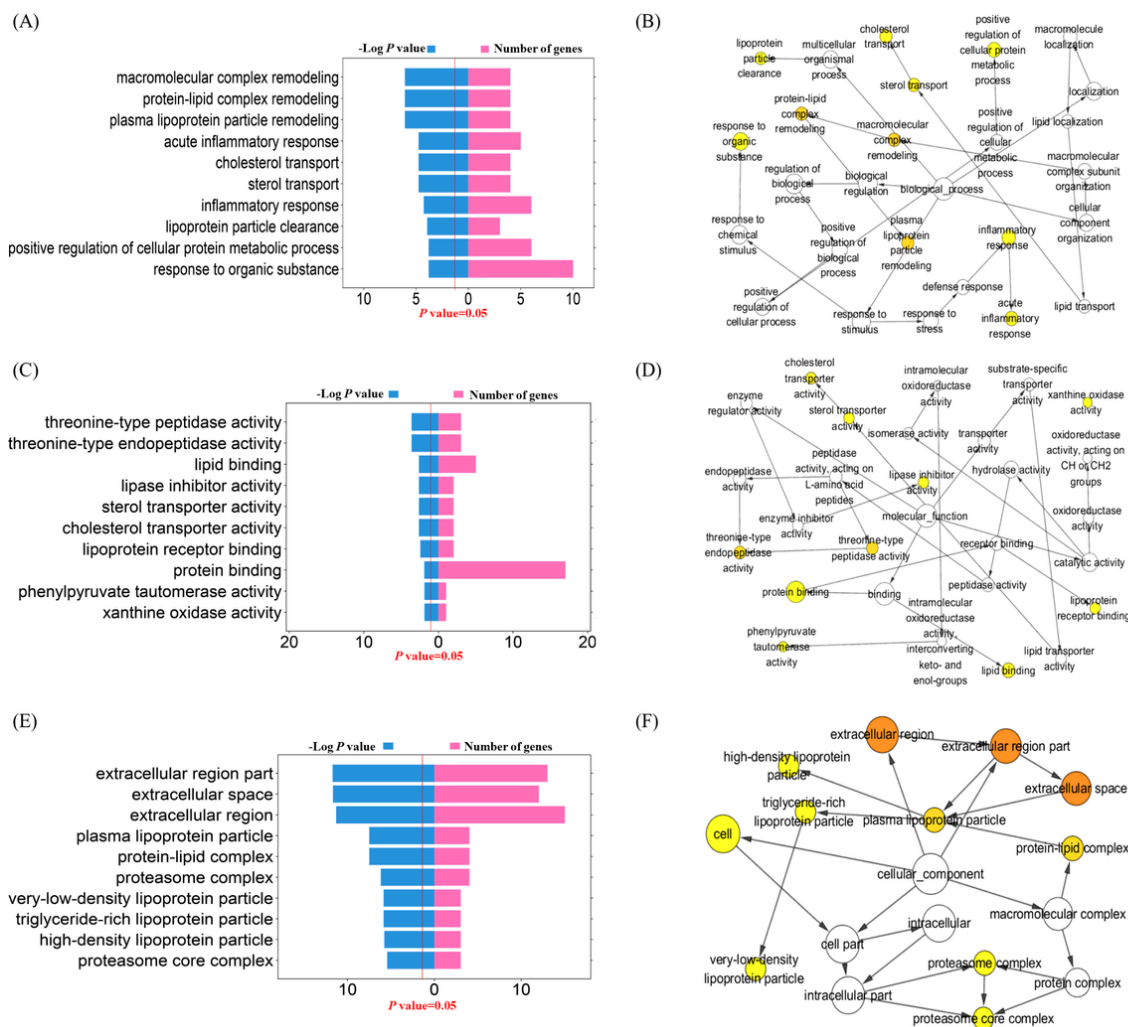 (A)
-Log P value
Number of genes
macromolecular complex remodeling
protein-lipid complex remodeling
plasma lipoprotein particle remodeling
acute inflammatory response
cholesterol transport
sterol transport
inflammatory response
lipoprotein particle clearance
positive regulation of cellular protein metabolic process
response to organic substance
10 5 0 5 10
P value=0.05
(B)
cholesterol
transport
positive
regulation of
cellular protein
metabolic
process
macromolecule
localization
lipoprotein
particle
clearance
multicellular
organismal
process
sterol transport
localization
protein-lipid
complex
remodeling
macromolecular
complex
remodeling
positive
regulation of
cellular
metabolic
process
lipid localization
response to
organic
substance
macromolecular
complex subunit
organization
regulation of
biological
process
biological
regulation
biological_process
cellular
component
organization
response to
chemical
stimulus
positive
regulation of
biological
process
plasma
lipoprotein
particle
remodeling
inflammatory
response
defense response
positive
regulation of
cellular process
response to
stimulus
response to
stress
acute
inflammatory
response
lipid transport
(C)
-Log P value
Number of genes
threonine-type peptidase activity
threonine-type endopeptidase activity
lipid binding
lipase inhibitor activity
sterol transporter activity
cholesterol transporter activity
lipoprotein receptor binding
protein binding
phenylpyruvate tautomerase activity
xanthine oxidase activity
20 10 0 10 20
P value=0.05
(D)
cholesterol
transporter
activity
intramolecular
oxidoreductase
activity
substrate-specific
transporter
activity
enzyme
regulator activity
sterol transporter
activity
xanthine oxidase
activity
isomerase activity
transporter
activity
oxidoreductase
activity, acting on
CH or CH2
groups
endopeptidase
activity
peptidase
activity, acting on
L-amino acid
peptides
lipase inhibitor
activity
hydrolase activity
enzyme inhibitor
activity
molecular_function
oxidoreductase
activity
threonine-type
endopeptidase
activity
threonine-type
peptidase activity
receptor binding
catalytic activity
peptidase activity
protein binding
binding
lipoprotein
receptor binding
phenylpyruvate
tautomerase
activity
intramolecular
oxidoreductase
activity,
interconverting
keto- and
enol-groups
lipid binding
lipid transporter
activity
(E)
-Log P value
Number of genes
extracellular region part
extracellular space
extracellular region
plasma lipoprotein particle
protein-lipid complex
proteasome complex
very-low-density lipoprotein particle
triglyceride-rich lipoprotein particle
high-density lipoprotein particle
proteasome core complex
10 0 10
P value=0.05
(F)
extracellular region
extracellular region part
high-density lipoprotein
particle
extracellular space
triglyceride-rich
lipoprotein particle
plasma lipoprotein particle
cell
protein-lipid complex
cellular_component
intracellular
macromolecular complex
cell part
very-low-density
lipoprotein particle
proteasome complex
protein complex
intracellular part
proteasome core complex